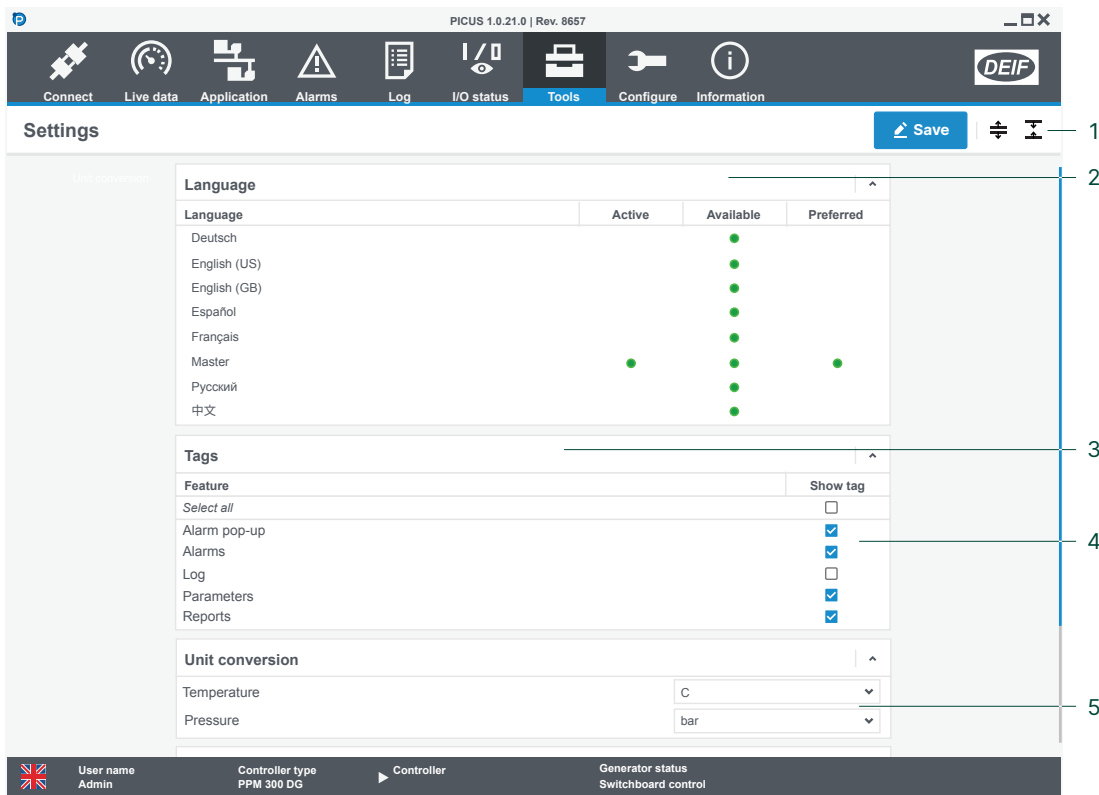 PICUS 1.0.21.0 | Rev. 8657
Connect Live data Application Alarms Log I/O status Tools Configure Information
DEIF
Settings
Save
1
Unit conversion
Language
2
Language Active Available Preferred
Deutsch
English (US)
English (GB)
Español
Français
Master
Русский
中文
Tags
3
Feature Show tag
Select all
Alarm pop-up
Alarms
4
Log
Parameters
Reports
Unit conversion
Temperature C
5
Pressure bar
User name Controller type Controller Generator status
Admin PPM 300 DG Switchboard control